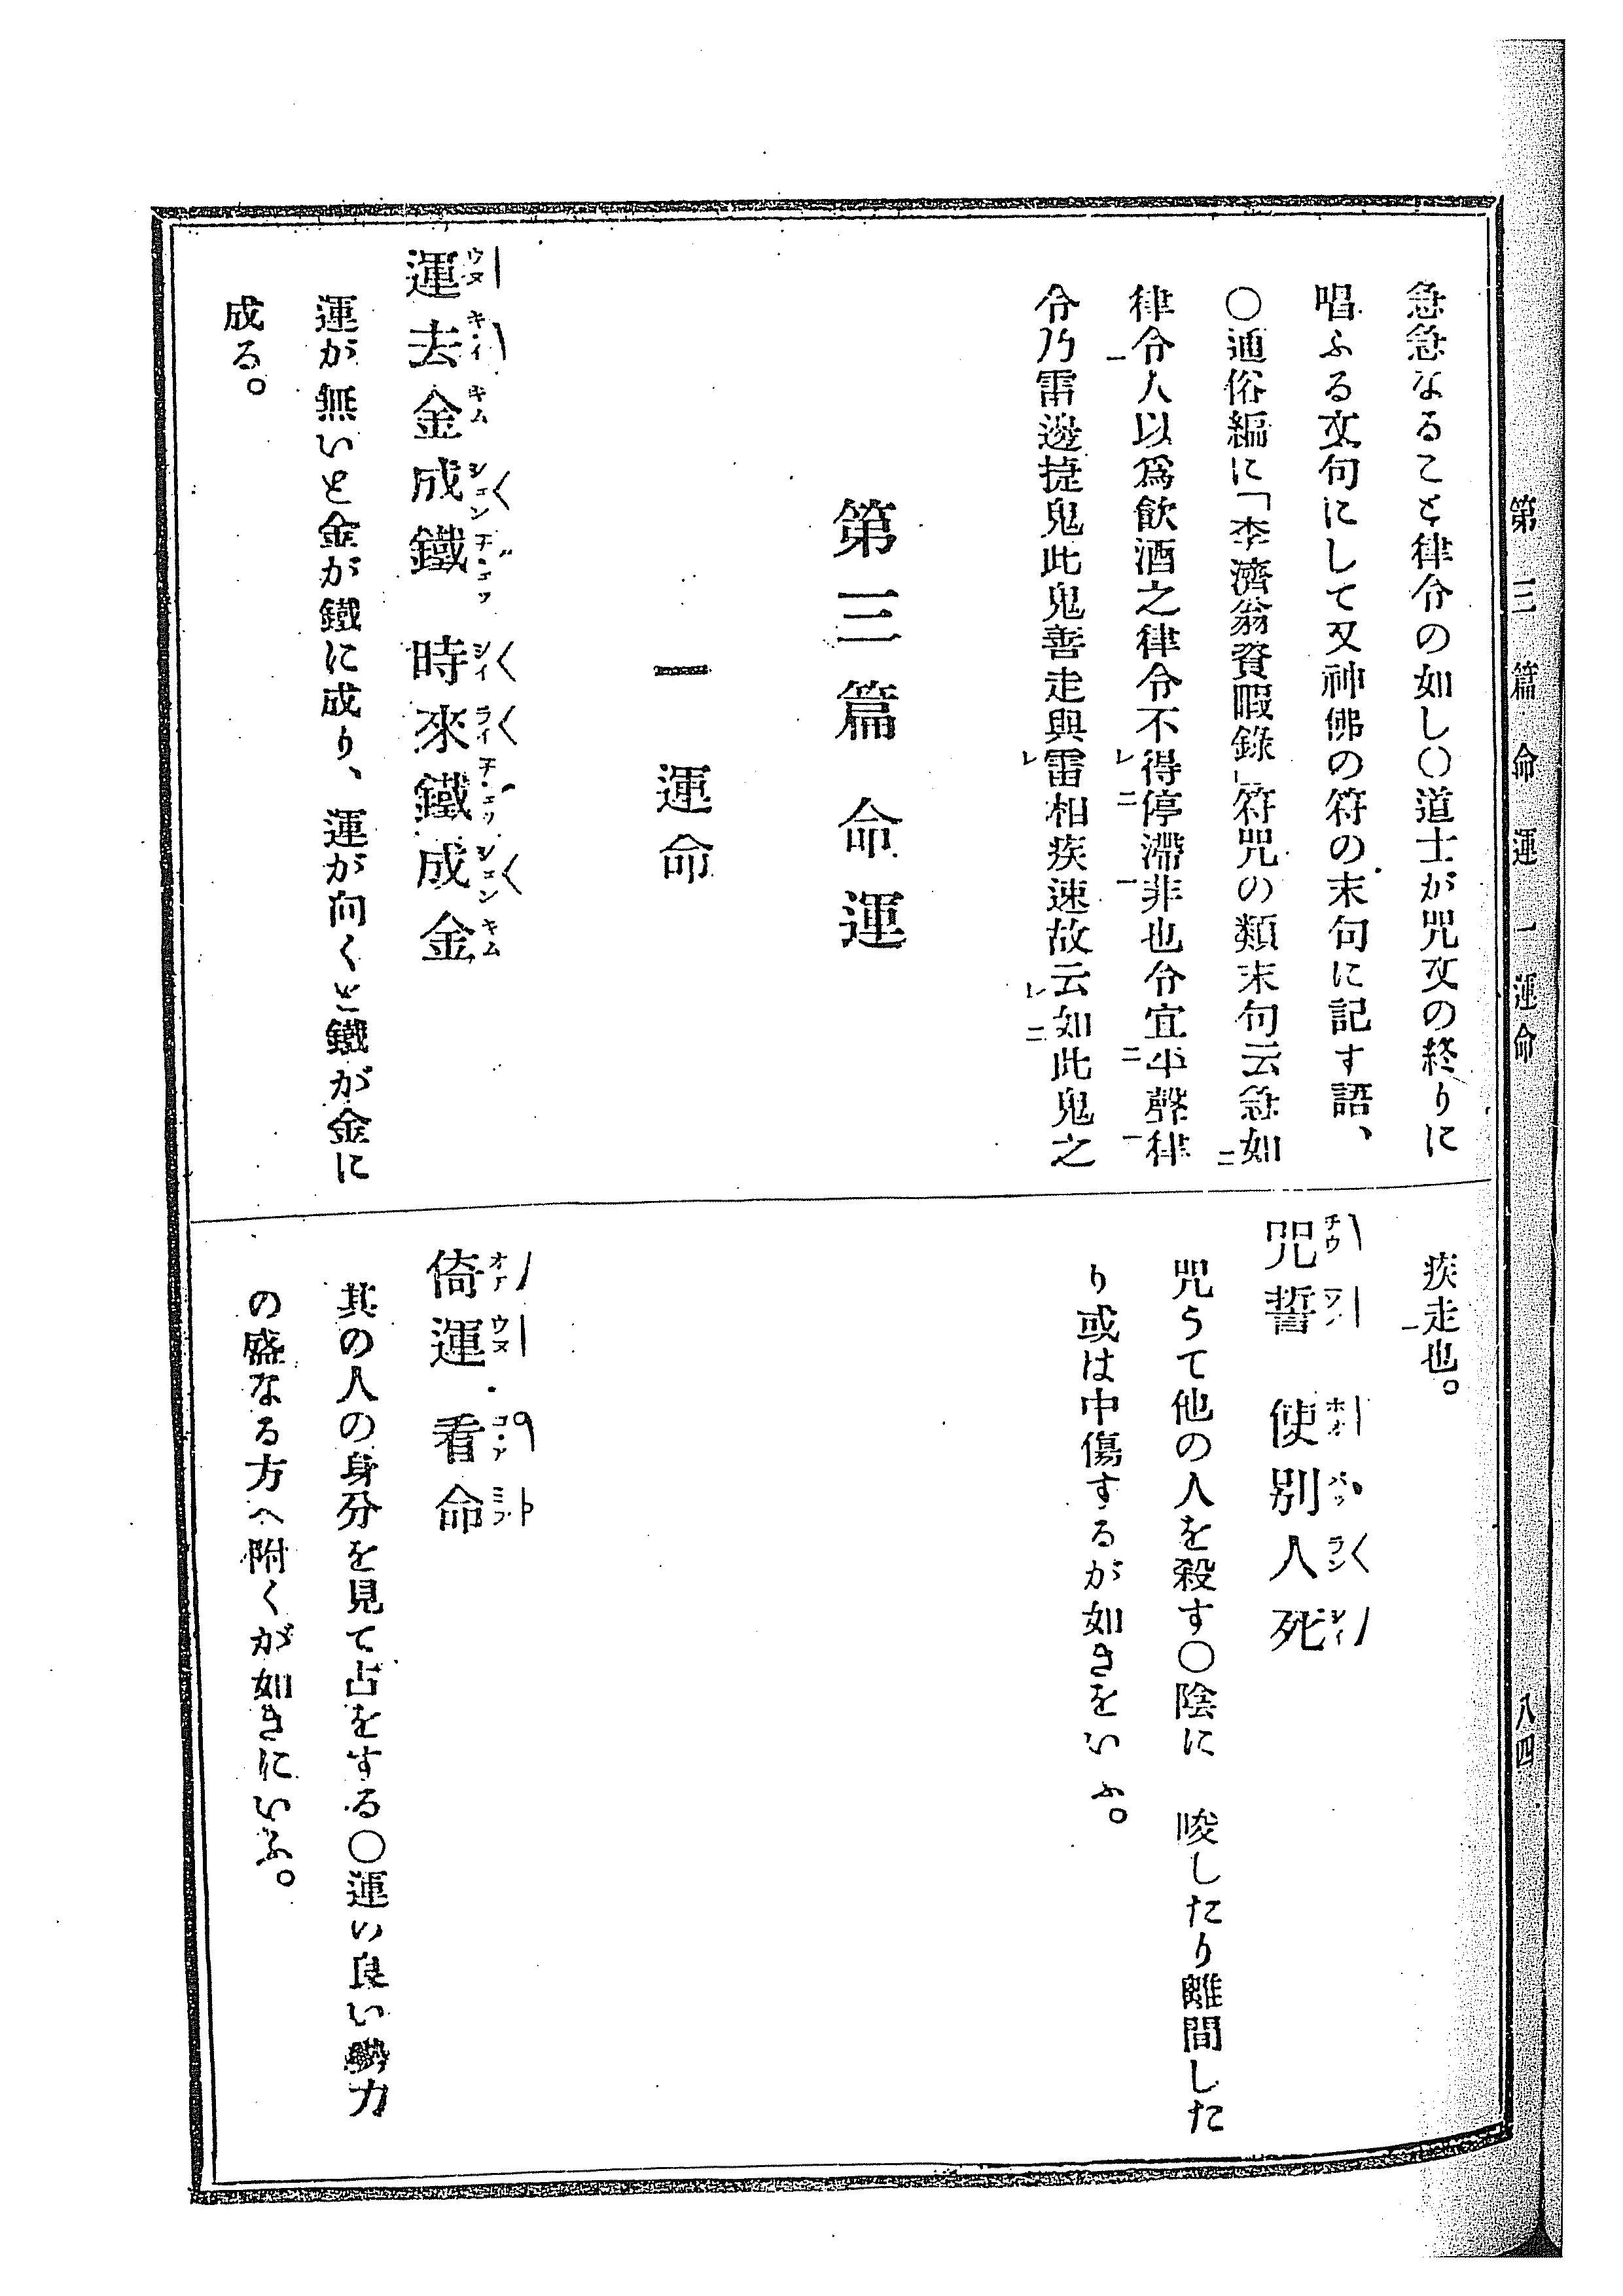 第三篇 命運 一 運命
八四
急急なること律令の如し〇道士が咒文の終りに
唱ふる文句にして又神佛の符の末句に記す語、
〇通俗編に「李濟翁資暇錄」符咒の類末句云急如
律令人以爲飮酒之律令不得停滯非也令宜平聲律
令乃雷邊捷鬼此鬼善走與雷相疾速故云如此鬼之
疾走也。
咒誓 使別人死
咒うて他の人を殺す〇陰に 唆したり離間した
り或は中傷するが如きをいふ。
第三篇 命運
一 運命
運去金成鐵 時來鐵成金
運が無いと金が鐵に成り、運が向くと鐵が金に
成る。
倚運・看命
其の人の身分を見て占をする〇運の良い勢力
の盛なる方へ附くが如きにいふ。